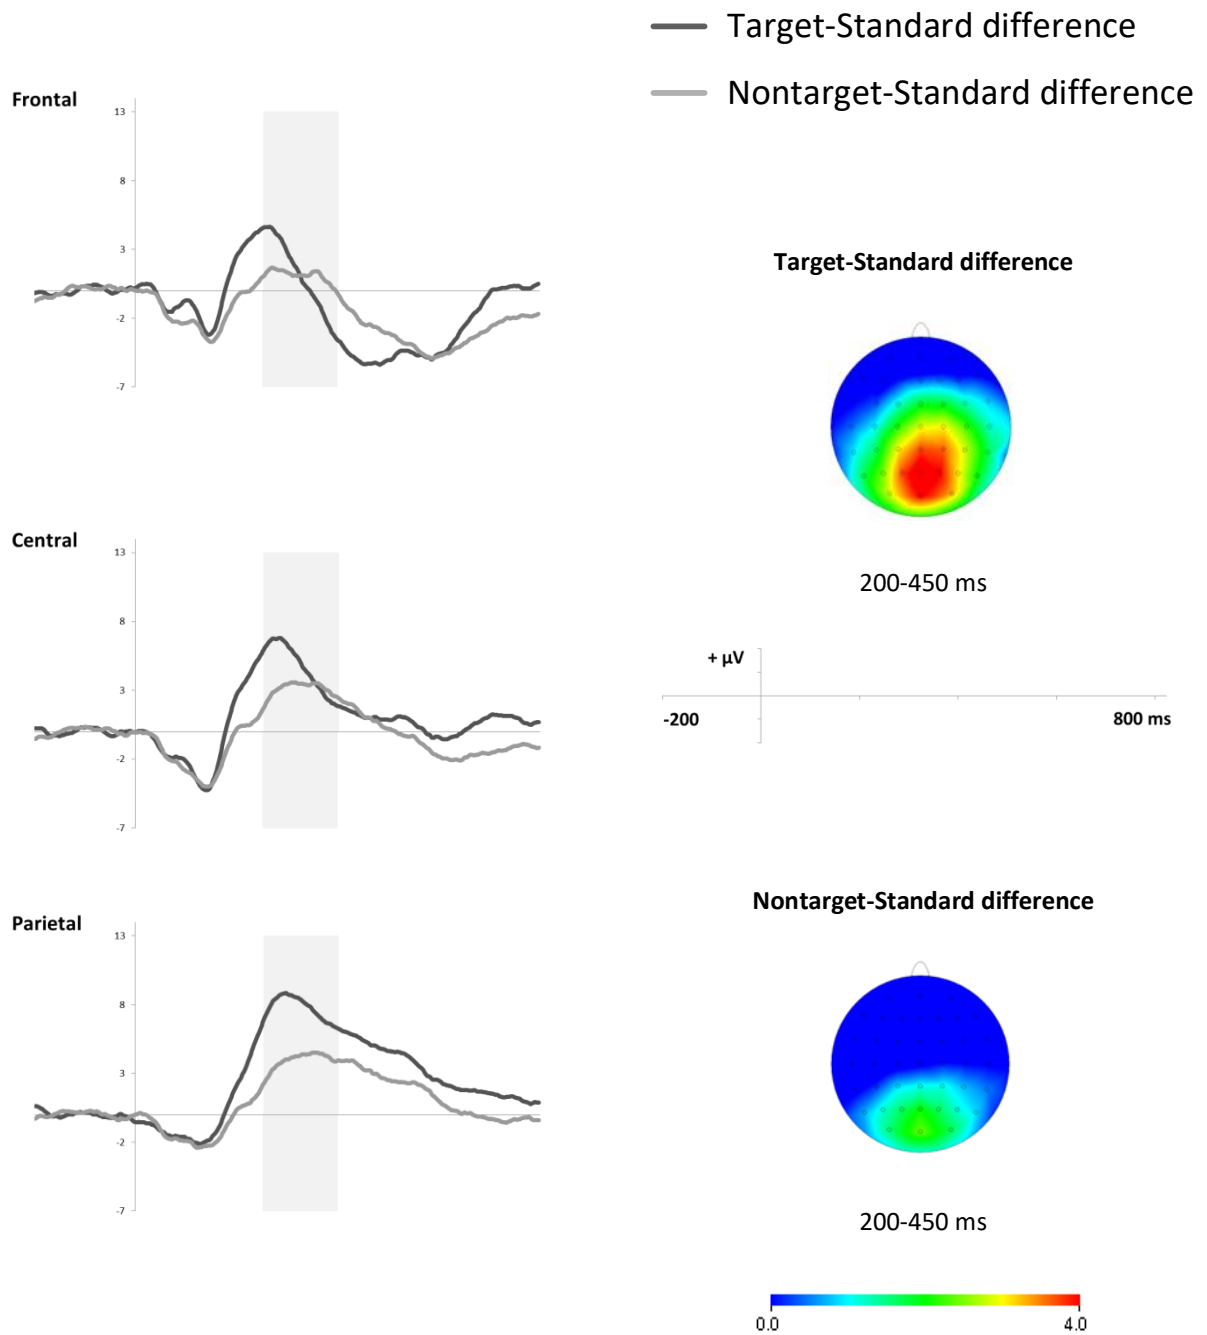 Target-Standard difference
Nontarget-Standard difference
Frontal
13
8
3
-2
-7
Target-Standard difference
200-450 ms
Central
13
8
3
-2
-7
+ µV
-200
800 ms
Parietal
13
8
3
-2
-7
Nontarget-Standard difference
200-450 ms
0.0 4.0